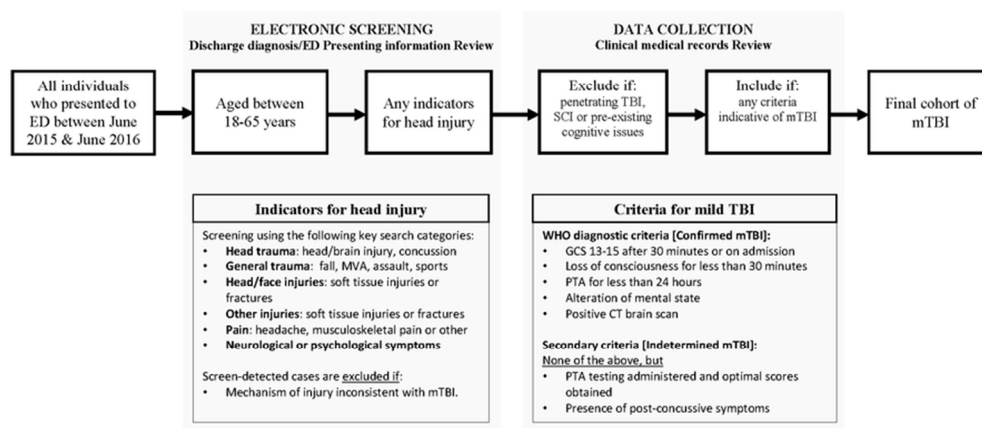 ELECTRONIC SCREENING
Discharge diagnosis/ED Presenting information Review
DATA COLLECTION
Clinical medical records Review
All individuals
who presented to
ED between June
2015 & June 2016
Aged between
18-65 years
Any indicators
for head injury
Exclude if:
penetrating TBI,
SCI or pre-existing
cognitive issues
Include if:
any criteria
indicative of mTBI
Final cohort of
mTBI
Indicators for head injury
Screening using the following key search categories:
• Head trauma: head/brain injury, concussion
• General trauma: fall, MVA, assault, sports
• Head/face injuries: soft tissue injuries or
fractures
• Other injuries: soft tissue injuries or fractures
• Pain: headache, musculoskeletal pain or other
• Neurological or psychological symptoms
Screen-detected cases are excluded if:
• Mechanism of injury inconsistent with mTBI.
Criteria for mild TBI
WHO diagnostic criteria [Confirmed mTBI]:
• GCS 13-15 after 30 minutes or on admission
• Loss of consciousness for less than 30 minutes
• PTA for less than 24 hours
• Alteration of mental state
• Positive CT brain scan
Secondary criteria [Indetermined mTBI]:
None of the above, but
• PTA testing administered and optimal scores
obtained
• Presence of post-concussive symptoms